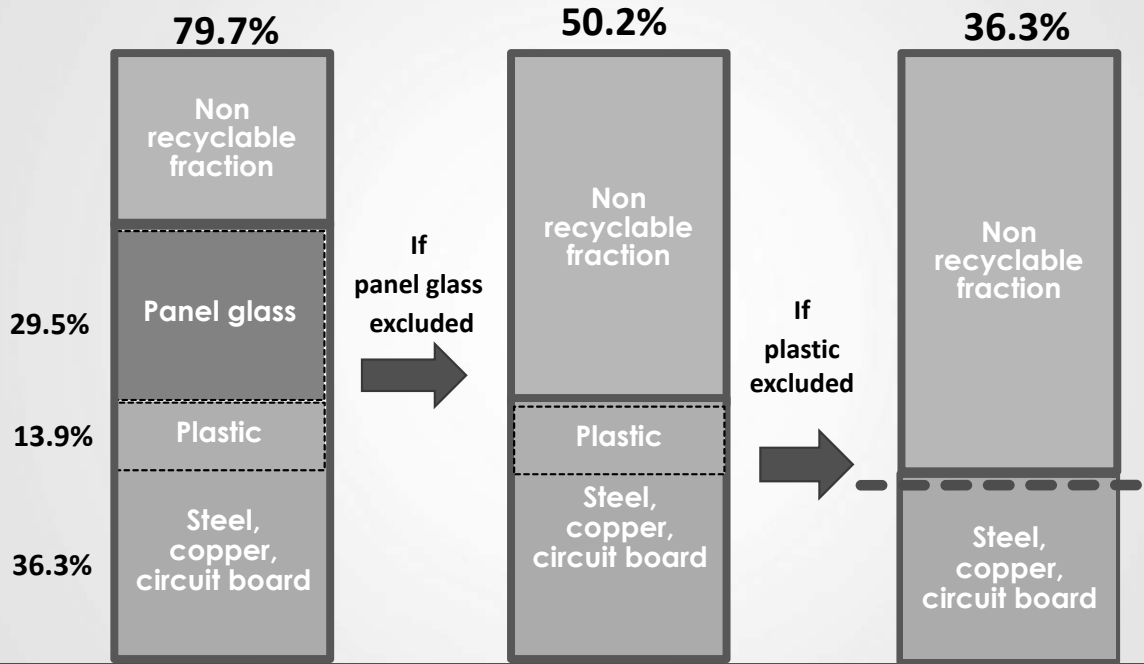 79.7%
50.2%
36.3%
Non
recyclable
fraction
Panel glass
Plastic
Steel,
copper,
circuit board
29.5%
13.9%
36.3%
If
panel glass
excluded
Non
recyclable
fraction
Plastic
Steel,
copper,
circuit board
If
plastic
excluded
Non
recyclable
fraction
Steel,
copper,
circuit board